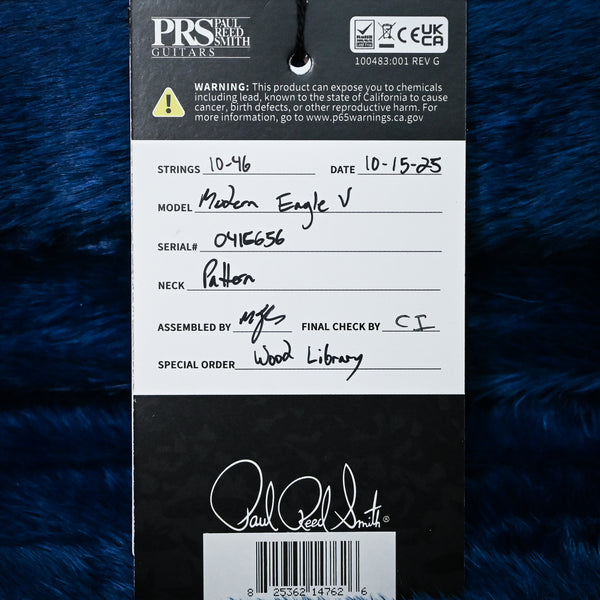 PRS PAUL REED SMITH
GUITARS
100483:001 REV G
UK CA
WARNING: This product can expose you to chemicals
including lead, known to the state of California to cause
cancer, birth defects, or other reproductive harm. For
more information, go to www.p65warnings.ca.gov
STRINGS 10-46 DATE 10-15-25
MODEL Modern Eagle V
SERIAL# 0415656
NECK Pattern
ASSEMBLED BY FINAL CHECK BY CI
SPECIAL ORDER Wood Library
Paul Reed Smith®
8 25362 14762 6